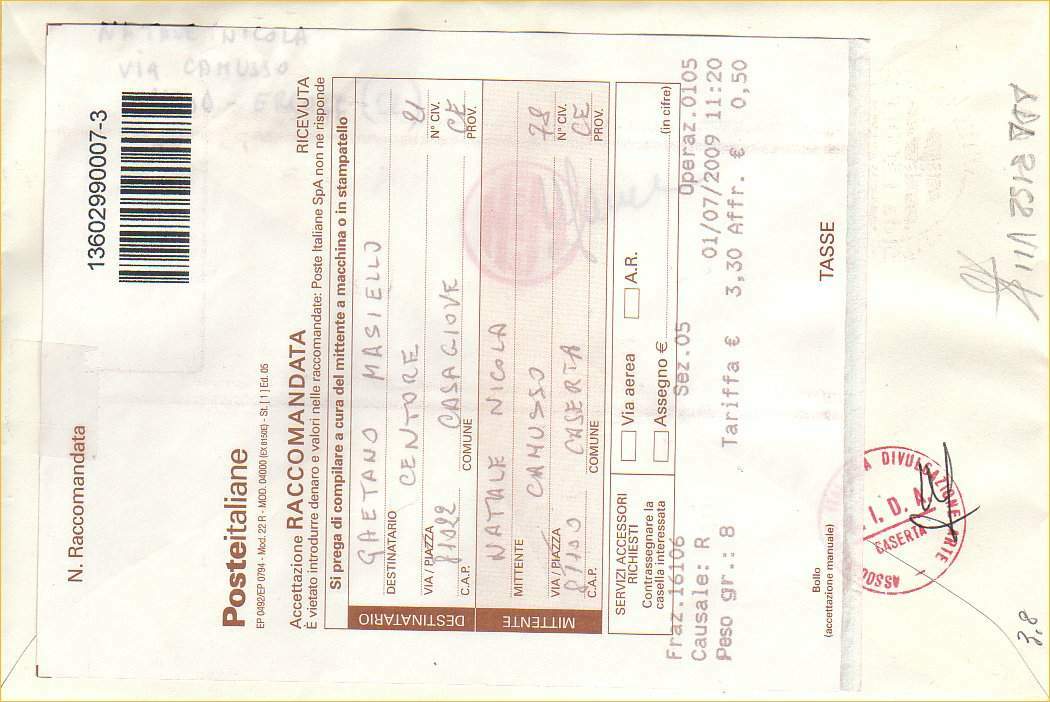 NATALE NICOLA
VIA CAMUSSO
N. Raccomandata
13602990007-3
Posteitaliane
EP 0492/EP 0794 - Mod. 22 R - MOD. 04000 (EX 8150E) - St. [1] Ed. 05
Accettazione RACCOMANDATA RICEVUTA
È vietato introdurre denaro e valori nelle raccomandate: Poste Italiane SpA non ne risponde
Si prega di compilare a cura del mittente a macchina o in stampatello
DESTINATARIO
GAETANO MASIELLO
DESTINATARIO
CENTORE 21
VIA / PIAZZA N° CIV.
81022 CASAGIOVE CE
C.A.P. COMUNE PROV.
MITTENTE
NATALE NICOLA
MITTENTE
CAMUSSO 78
VIA / PIAZZA N° CIV.
81100 CASERTA CE
C.A.P. COMUNE PROV.
SERVIZI ACCESSORI
RICHIESTI
Contrassegnare la
casella interessata
Via aerea A.R.
Assegno € (in cifre)
Fraz.16106 Sez.05 Operaz.0105
Causale: R 01/07/2009 11:20
Peso gr.: 8 Tariffa € 3,30 Affr. € 0,50
Bollo
(accettazione manuale)
TASSE
DIVULGAZIONE ARTE
I. D. A.
CASERTA
3,8